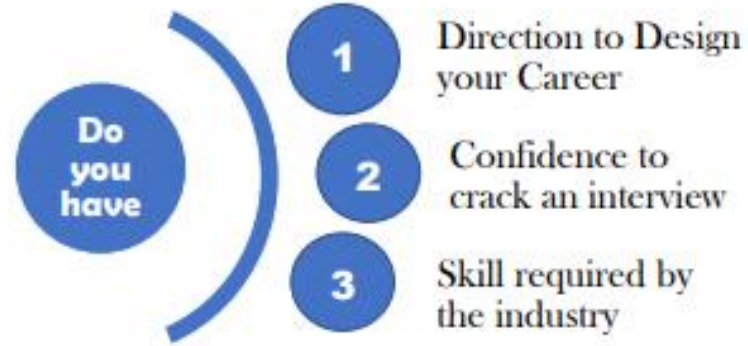 Do
you
have
1
Direction to Design
your Career
2
Confidence to
crack an interview
3
Skill required by
the industry